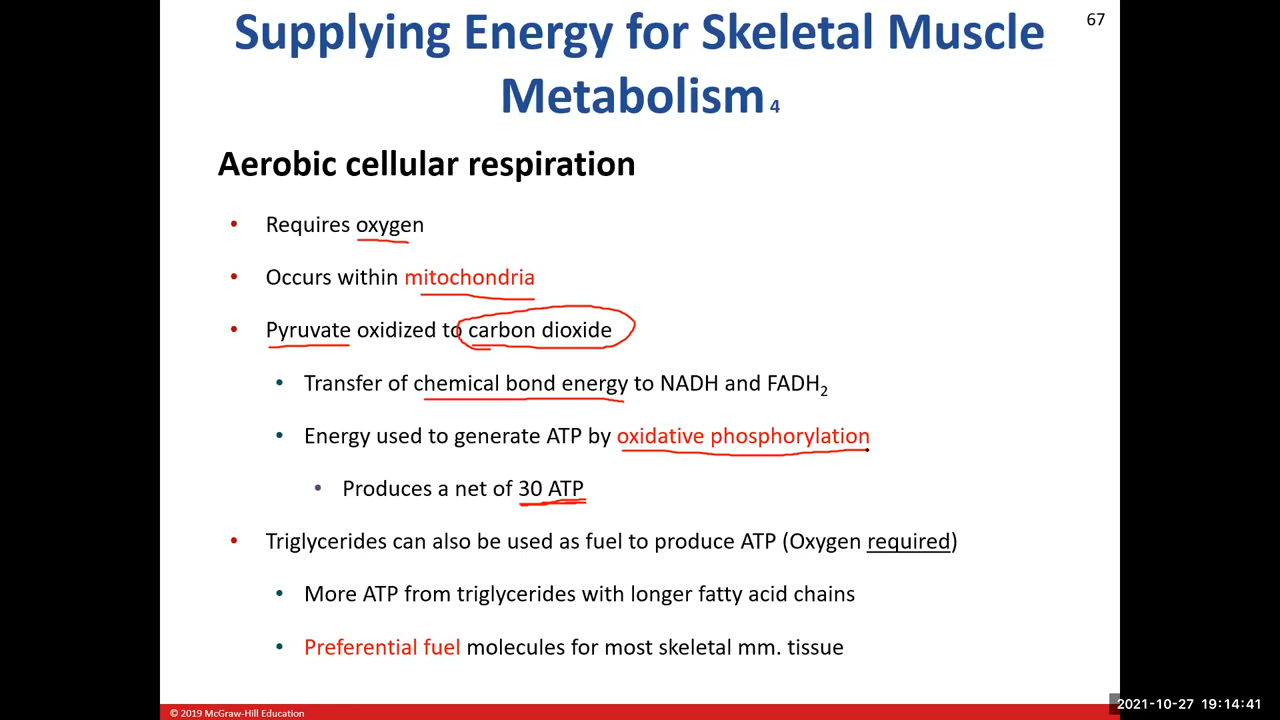 67
Supplying Energy for Skeletal Muscle
Metabolism 4
Aerobic cellular respiration
• Requires oxygen
• Occurs within mitochondria
• Pyruvate oxidized to carbon dioxide
• Transfer of chemical bond energy to NADH and FADH₂
• Energy used to generate ATP by oxidative phosphorylation
• Produces a net of 30 ATP
• Triglycerides can also be used as fuel to produce ATP (Oxygen required)
• More ATP from triglycerides with longer fatty acid chains
• Preferential fuel molecules for most skeletal mm. tissue
© 2019 McGraw-Hill Education
2021-10-27 19:14:41